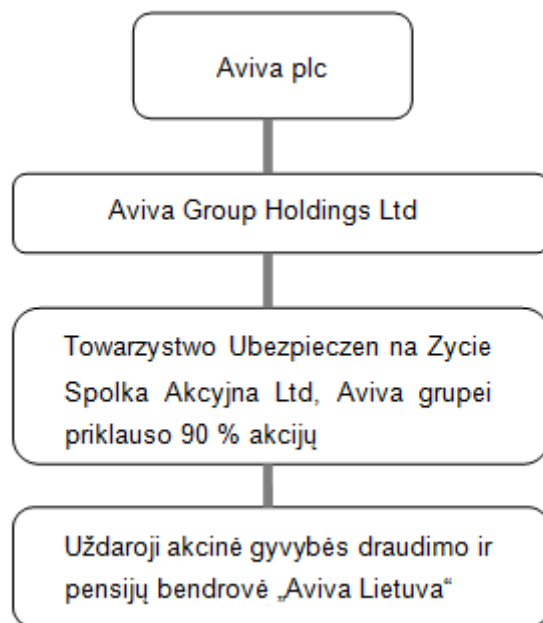 Aviva plc
Aviva Group Holdings Ltd
Towarzystwo Ubezpieczen na Zycie
Spolka Akcyjna Ltd, Aviva grupei
priklauso 90 % akcijų
Uždaroji akcinė gyvybės draudimo ir
pensijų bendrovė „Aviva Lietuva“